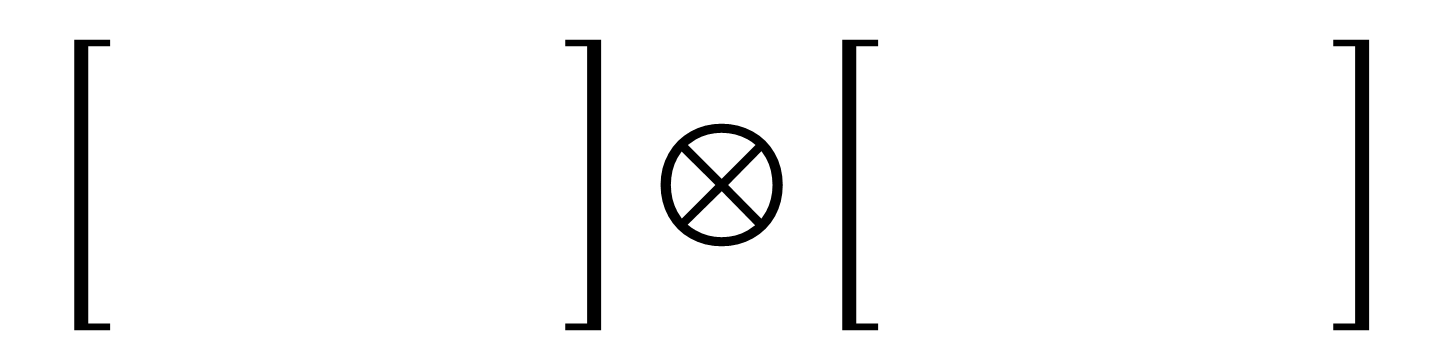 [ ] ⊗ [ ]